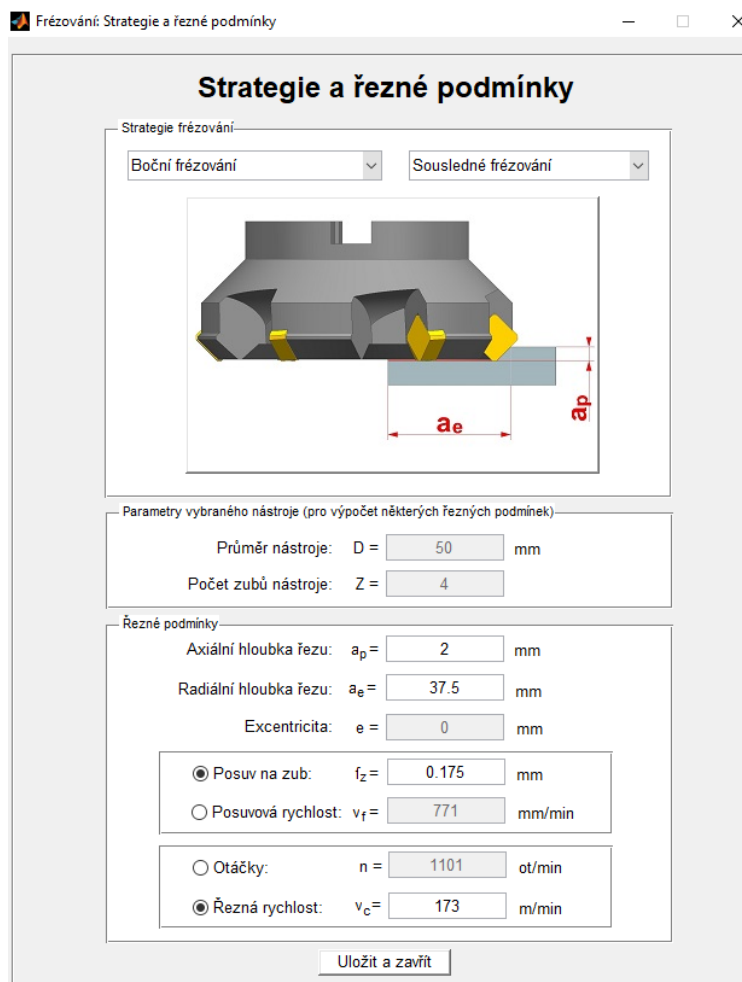 Frézování: Strategie a řezné podmínky
Strategie a řezné podmínky
Strategie frézování
Boční frézování Sousledné frézování
ap
ae
Parametry vybraného nástroje (pro výpočet některých řezných podmínek)
Průměr nástroje: D = 50 mm
Počet zubů nástroje: Z = 4
Řezné podmínky
Axiální hloubka řezu: ap= 2 mm
Radiální hloubka řezu: ae= 37.5 mm
Excentricita: e = 0 mm
Posuv na zub: fz= 0.175 mm
Posuvová rychlost: vf= 771 mm/min
Otáčky: n = 1101 ot/min
Řezná rychlost: vc= 173 m/min
Uložit a zavřít